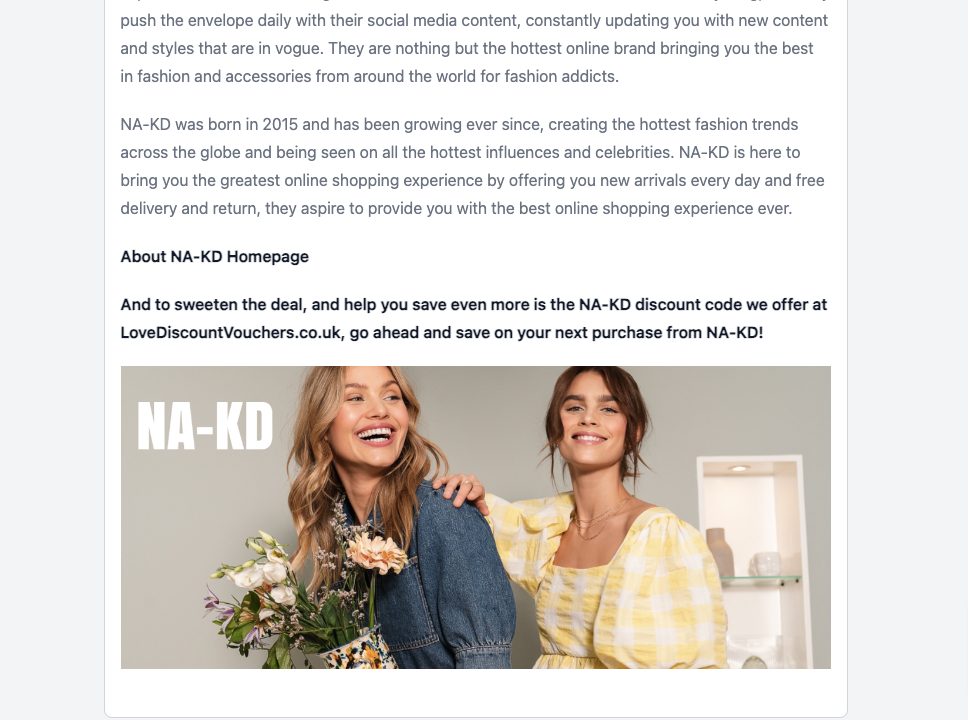 push the envelope daily with their social media content, constantly updating you with new content
and styles that are in vogue. They are nothing but the hottest online brand bringing you the best
in fashion and accessories from around the world for fashion addicts.
NA-KD was born in 2015 and has been growing ever since, creating the hottest fashion trends
across the globe and being seen on all the hottest influences and celebrities. NA-KD is here to
bring you the greatest online shopping experience by offering you new arrivals every day and free
delivery and return, they aspire to provide you with the best online shopping experience ever.
About NA-KD Homepage
And to sweeten the deal, and help you save even more is the NA-KD discount code we offer at
LoveDiscountVouchers.co.uk, go ahead and save on your next purchase from NA-KD!
NA-KD